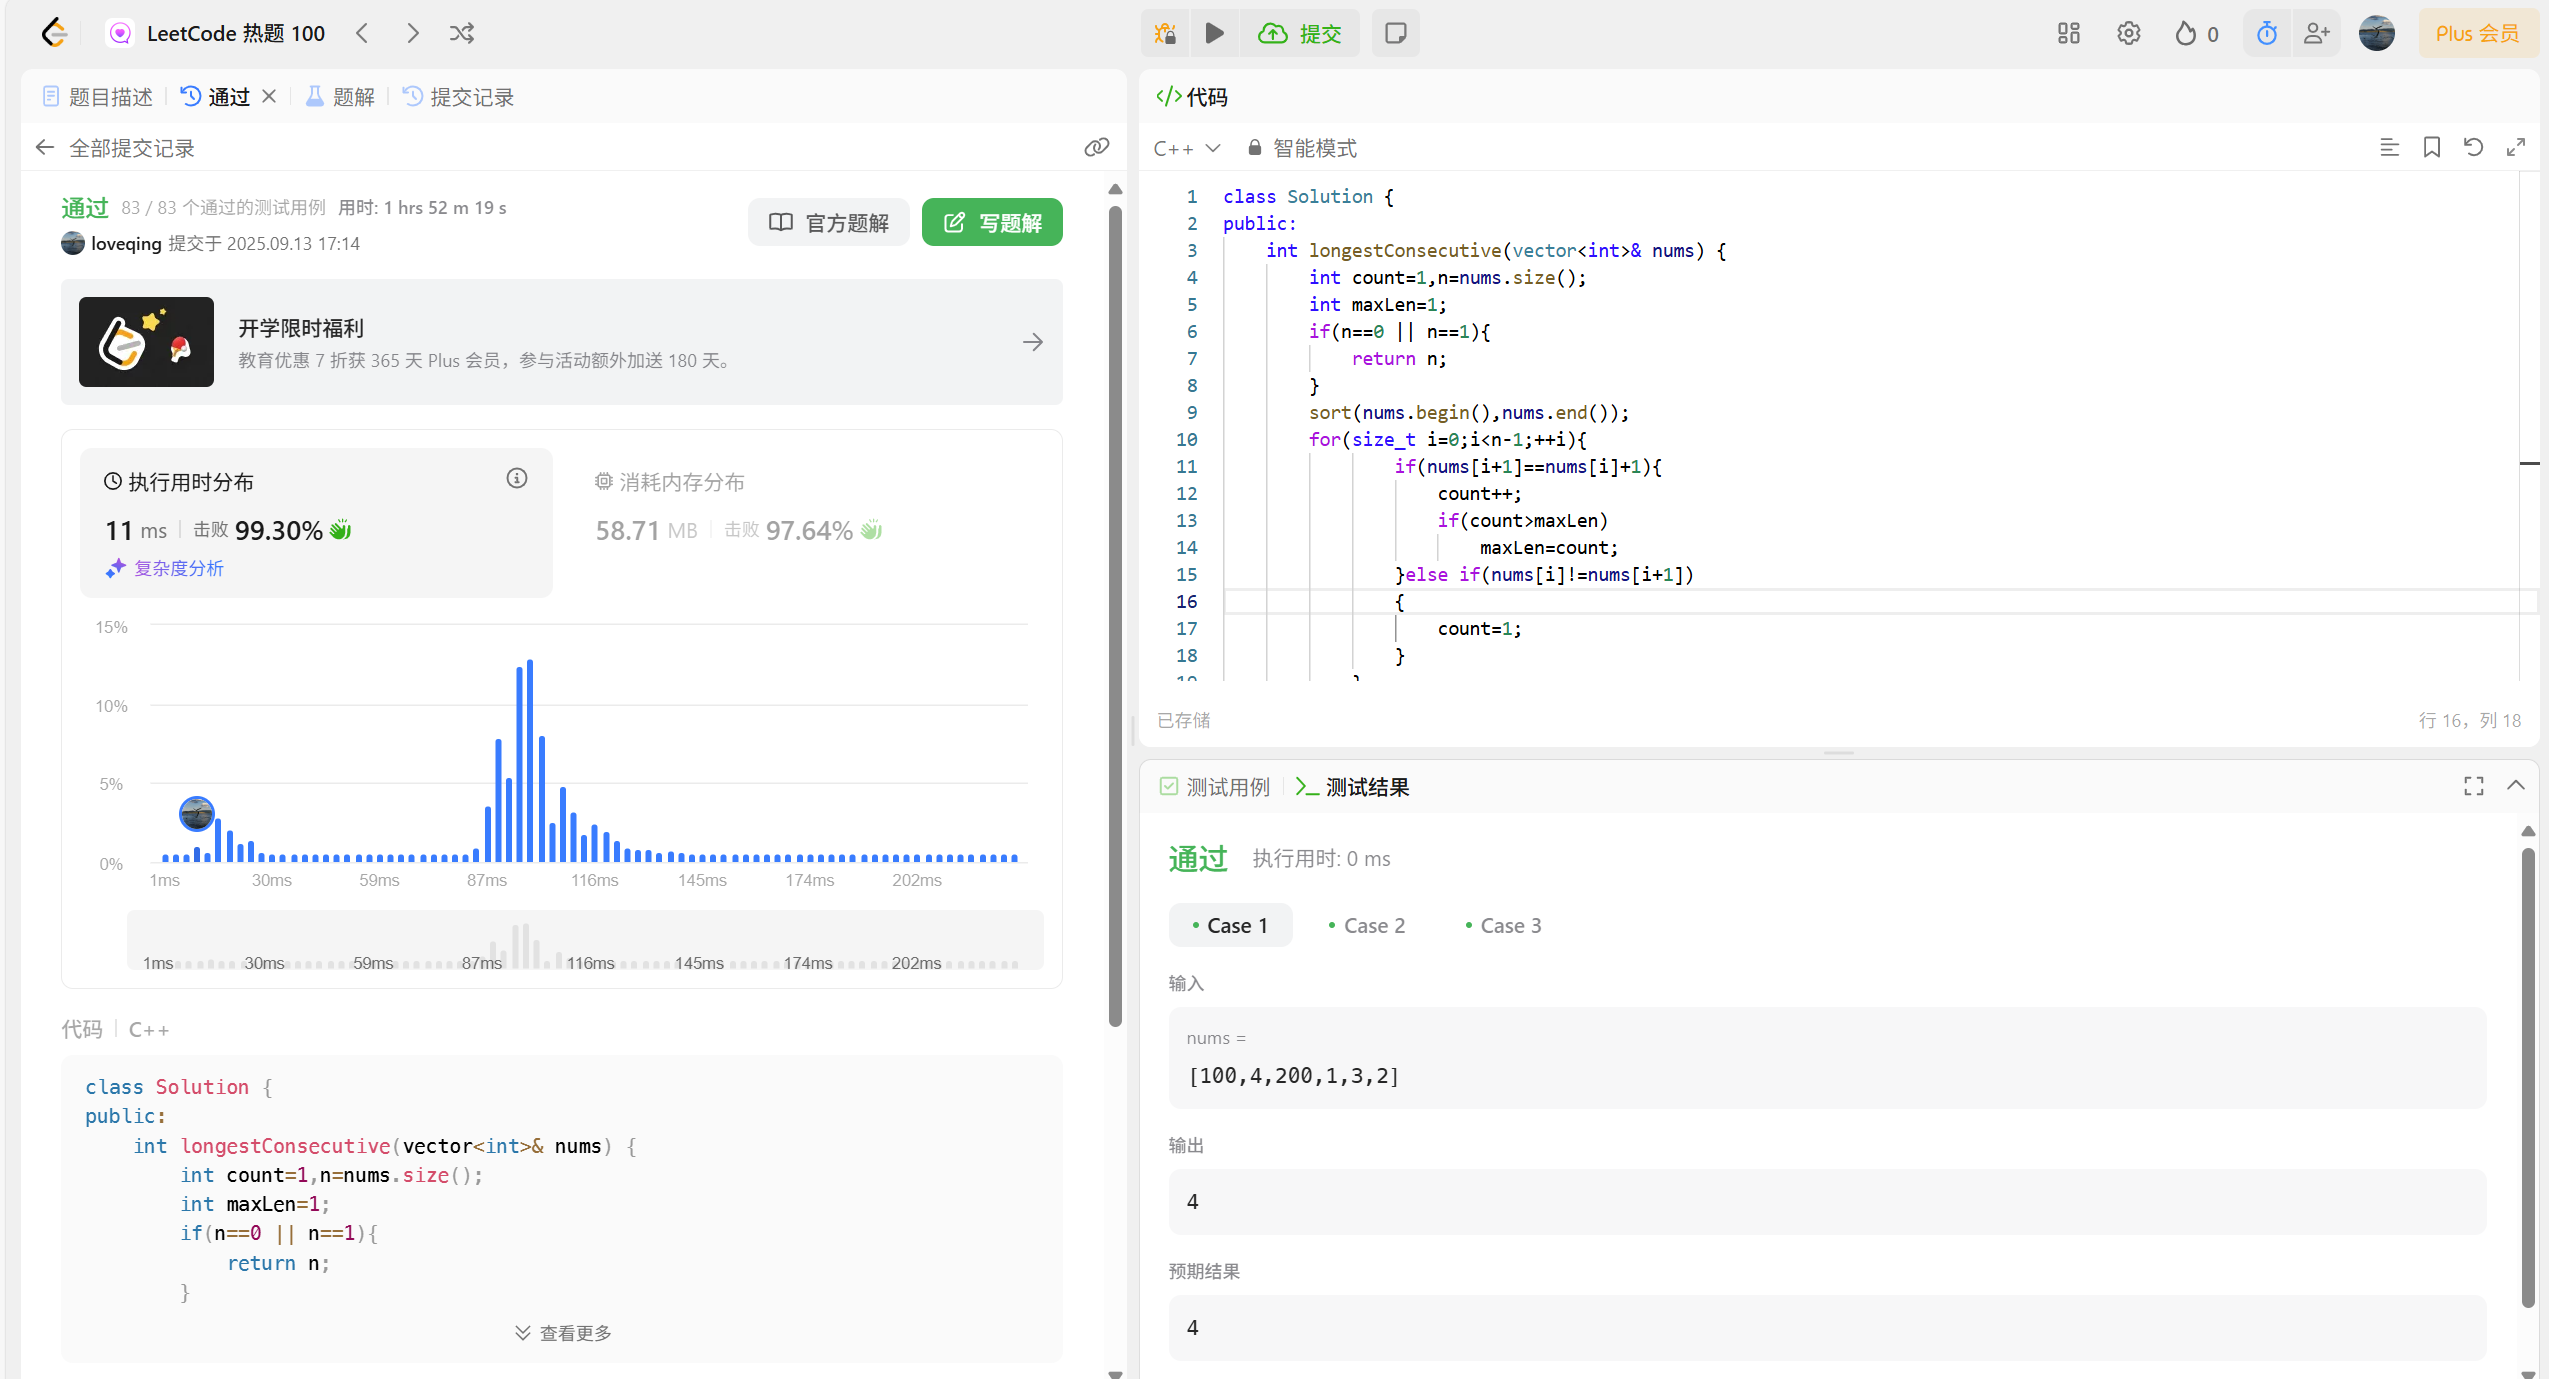 LeetCode 热题 100
提交
0
Plus 会员
题目描述
通过
题解
提交记录
全部提交记录
通过 83 / 83 个通过的测试用例 用时: 1 hrs 52 m 19 s
loveqing 提交于 2025.09.13 17:14
官方题解
写题解
开学限时福利
教育优惠 7 折获 365 天 Plus 会员，参与活动额外加送 180 天。
执行用时分布
11 ms 击败 99.30%
复杂度分析
消耗内存分布
58.71 MB 击败 97.64%
15%
10%
5%
0%
1ms 30ms 59ms 87ms 116ms 145ms 174ms 202ms
1ms 30ms 59ms 87ms 116ms 145ms 174ms 202ms
代码 C++
class Solution {
public:
    int longestConsecutive(vector<int>& nums) {
        int count=1,n=nums.size();
        int maxLen=1;
        if(n==0 || n==1){
            return n;
        }
查看更多
代码
C++ 智能模式
1 class Solution {
2 public:
3     int longestConsecutive(vector<int>& nums) {
4         int count=1,n=nums.size();
5         int maxLen=1;
6         if(n==0 || n==1){
7             return n;
8         }
9         sort(nums.begin(),nums.end());
10         for(size_t i=0;i<n-1;++i){
11                 if(nums[i+1]==nums[i]+1){
12                     count++;
13                     if(count>maxLen)
14                         maxLen=count;
15                 }else if(nums[i]!=nums[i+1])
16                 {
17                     count=1;
18                 }
已存储
行 16，列 18
测试用例
测试结果
通过 执行用时: 0 ms
Case 1 Case 2 Case 3
输入
nums =
[100,4,200,1,3,2]
输出
4
预期结果
4